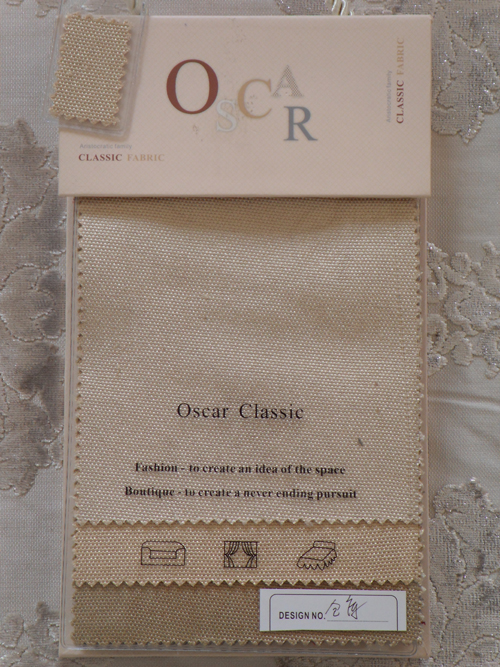 OSCAR
CLASSIC FABRIC
CLASSIC FABRIC
Oscar Classic
Fashion - to create an idea of the space
Boutique - to create a never ending pursuit
DESIGN NO.